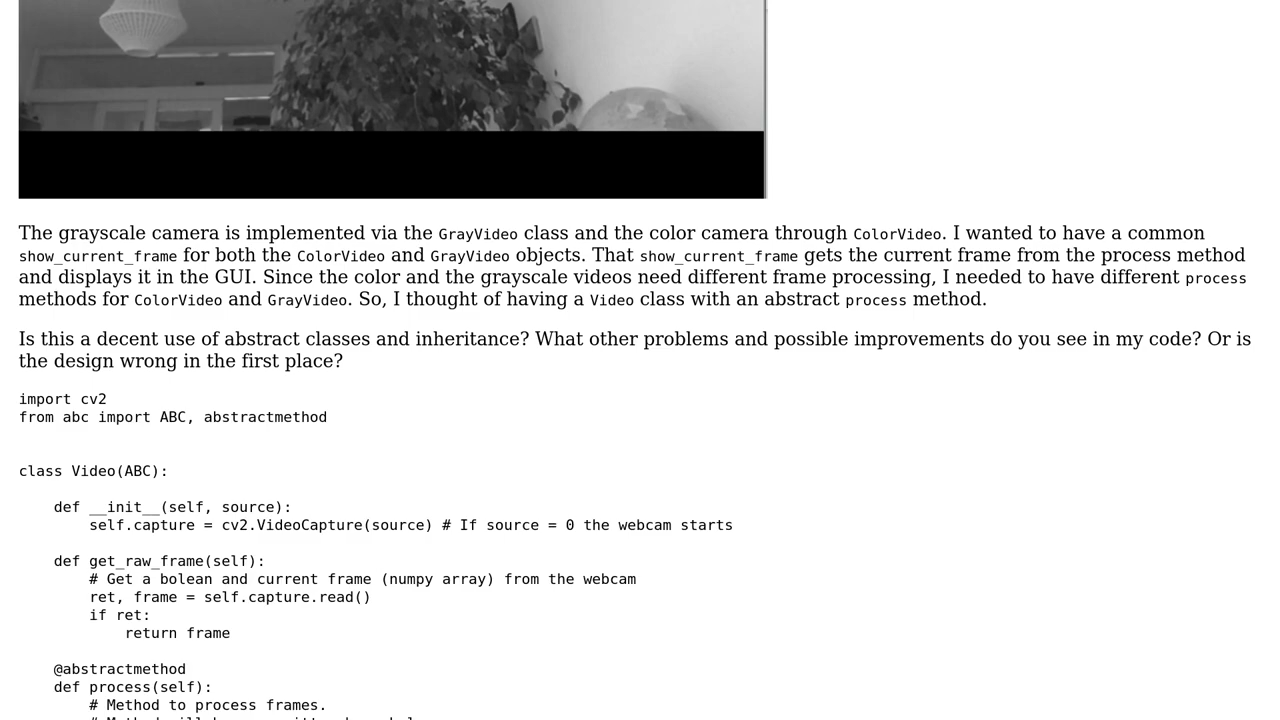 The grayscale camera is implemented via the GrayVideo class and the color camera through ColorVideo. I wanted to have a common
show_current_frame for both the ColorVideo and GrayVideo objects. That show_current_frame gets the current frame from the process method
and displays it in the GUI. Since the color and the grayscale videos need different frame processing, I needed to have different process
methods for ColorVideo and GrayVideo. So, I thought of having a Video class with an abstract process method.
Is this a decent use of abstract classes and inheritance? What other problems and possible improvements do you see in my code? Or is
the design wrong in the first place?
import cv2
from abc import ABC, abstractmethod
class Video(ABC):
    def __init__(self, source):
        self.capture = cv2.VideoCapture(source) # If source = 0 the webcam starts
    def get_raw_frame(self):
        # Get a bolean and current frame (numpy array) from the webcam
        ret, frame = self.capture.read()
        if ret:
            return frame
    @abstractmethod
    def process(self):
        # Method to process frames.